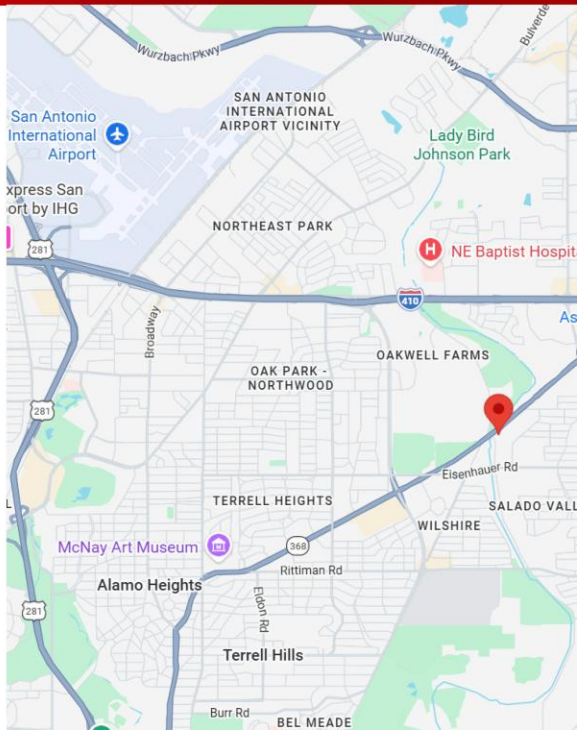 Wurzbach Pkwy
Wurzbach Pkwy
Bulverde
SAN ANTONIO
INTERNATIONAL
AIRPORT VICINITY
San Antonio
International
Airport
Lady Bird
Johnson Park
xpress San
ort by IHG
NORTHEAST PARK
281
H
NE Baptist Hospita
410
As
Broadway
OAKWELL FARMS
OAK PARK -
NORTHWOOD
281
Eisenhauer Rd
TERRELL HEIGHTS
SALADO VALL
L
WILSHIRE
McNay Art Museum
368
Rittiman Rd
Alamo Heights
Eldon Rd
281
Terrell Hills
Burr Rd
BEL MEADE